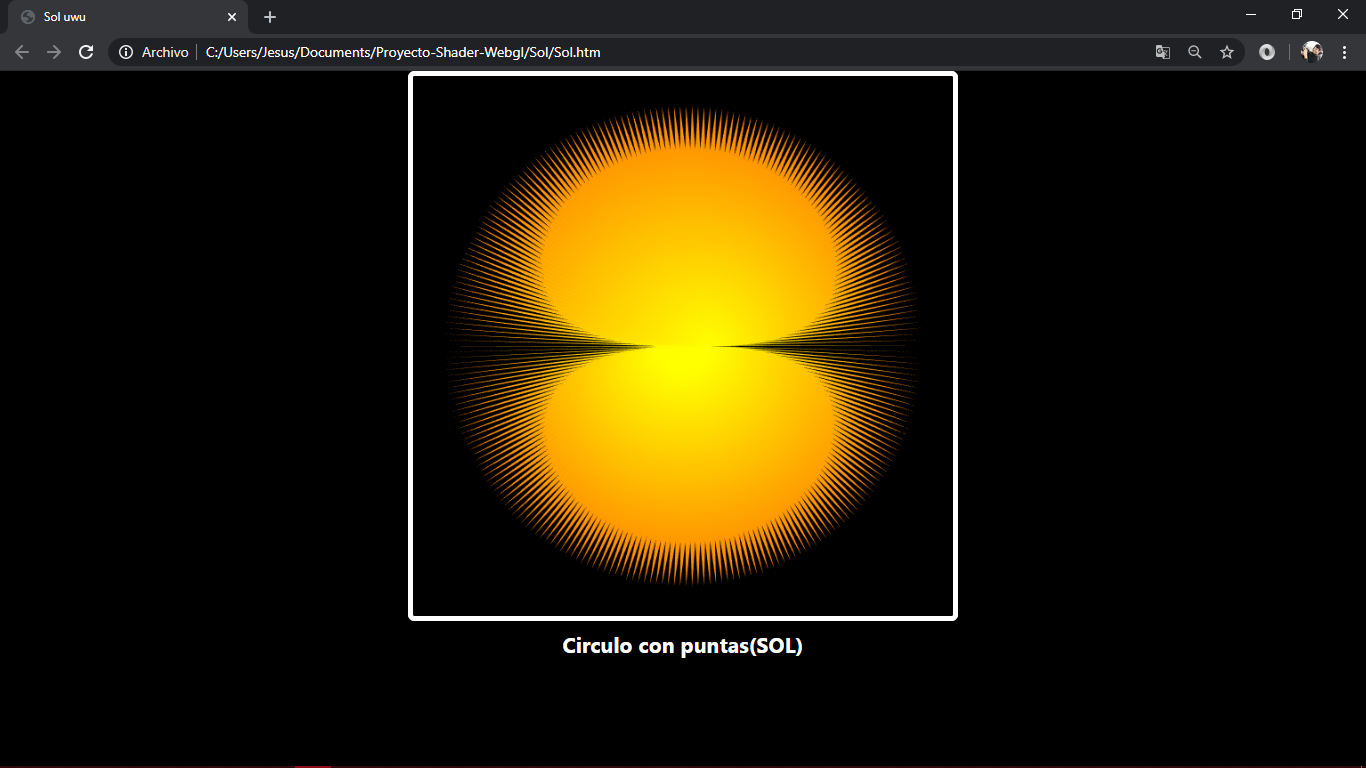 Sol uwu
Archivo C:/Users/Jesus/Documents/Proyecto-Shader-Webgl/Sol/Sol.htm
Circulo con puntas(SOL)